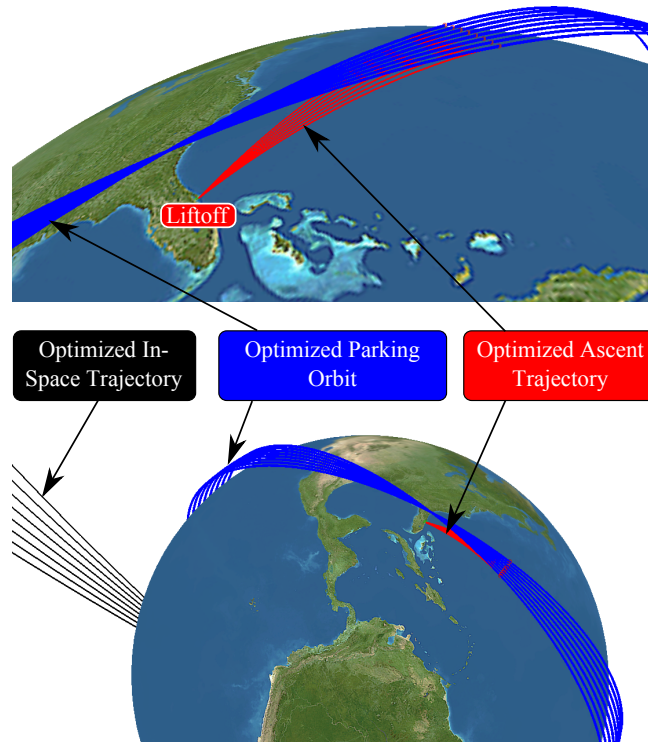 Liftoff
Optimized In-
Space Trajectory
Optimized Parking
Orbit
Optimized Ascent
Trajectory